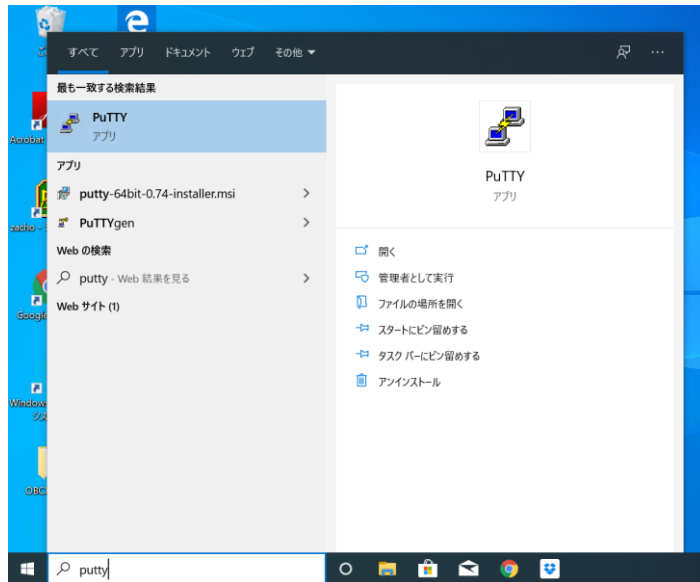 すべて アプリ ドキュメント ウェブ その他
最も一致する検索結果
PuTTY
アプリ
アプリ
putty-64bit-0.74-installer.msi
PuTTYgen
Web の検索
putty - Web 結果を見る
Web サイト (1)
PuTTY
アプリ
開く
管理者として実行
ファイルの場所を開く
スタートにピン留めする
タスク バーにピン留めする
アンインストール
Acrobat
zacho -
Google
Window
OBC
putty